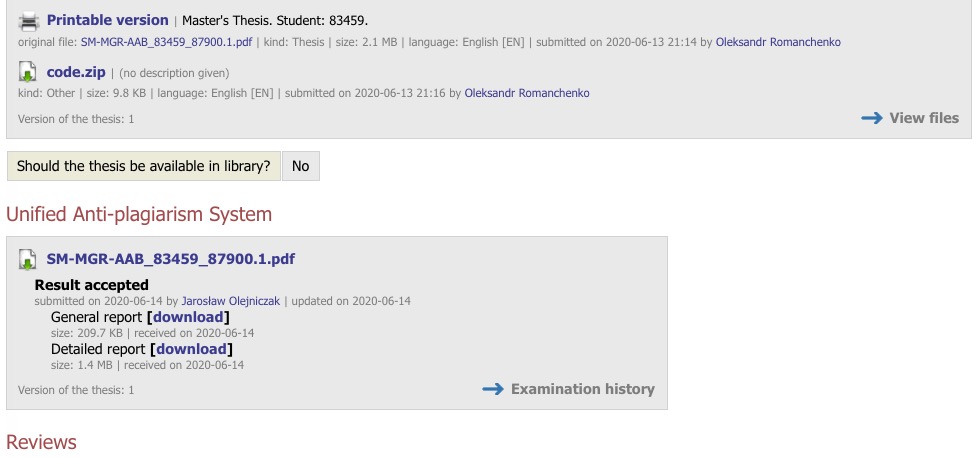 Printable version | Master's Thesis. Student: 83459.
original file: SM-MGR-AAB_83459_87900.1.pdf | kind: Thesis | size: 2.1 MB | language: English [EN] | submitted on 2020-06-13 21:14 by Oleksandr Romanchenko
code.zip | (no description given)
kind: Other | size: 9.8 KB | language: English [EN] | submitted on 2020-06-13 21:16 by Oleksandr Romanchenko
Version of the thesis: 1
View files
Should the thesis be available in library? No
Unified Anti-plagiarism System
SM-MGR-AAB_83459_87900.1.pdf
Result accepted
submitted on 2020-06-14 by Jarosław Olejniczak | updated on 2020-06-14
General report [download]
size: 209.7 KB | received on 2020-06-14
Detailed report [download]
size: 1.4 MB | received on 2020-06-14
Version of the thesis: 1
Examination history
Reviews